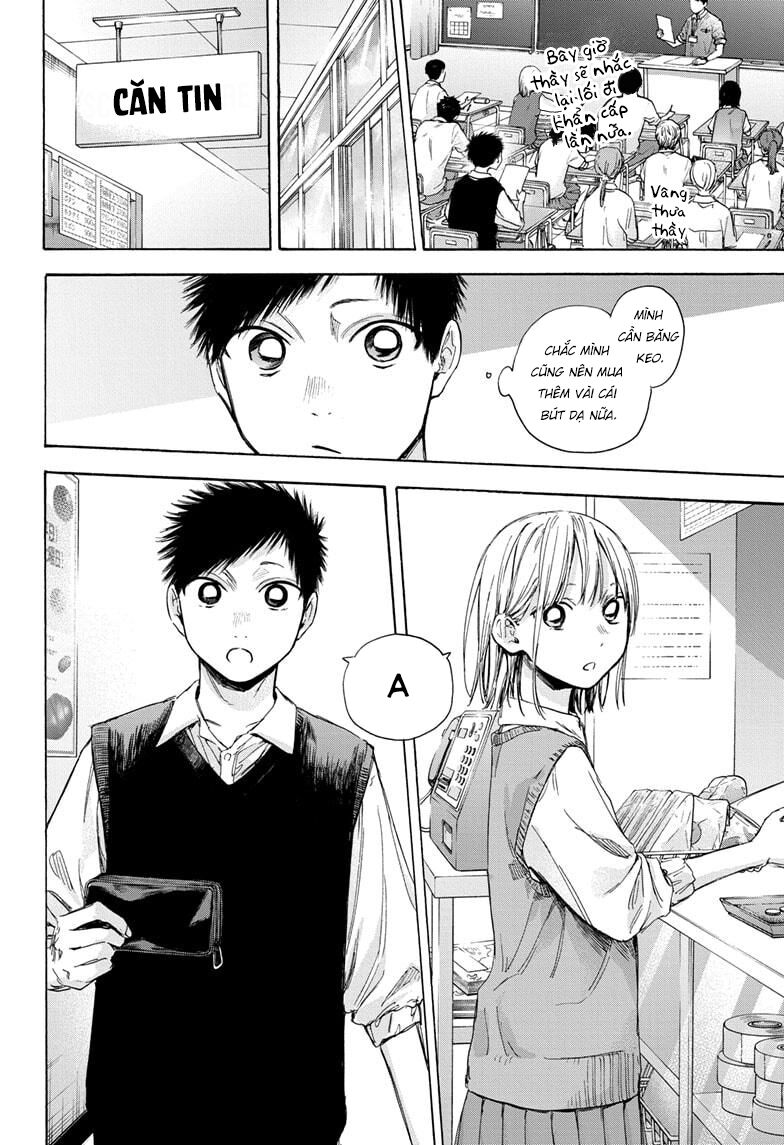 Bây giờ
thầy sẽ nhắc
lại lối đi
khẩn cấp
lần nữa.
Vâng
thưa
thầy
CĂN TIN
MÌNH
CẦN BĂNG
KEO.
CHẮC MÌNH
CŨNG NÊN MUA
THÊM VÀI CÁI
BÚT DẠ NỮA.
A